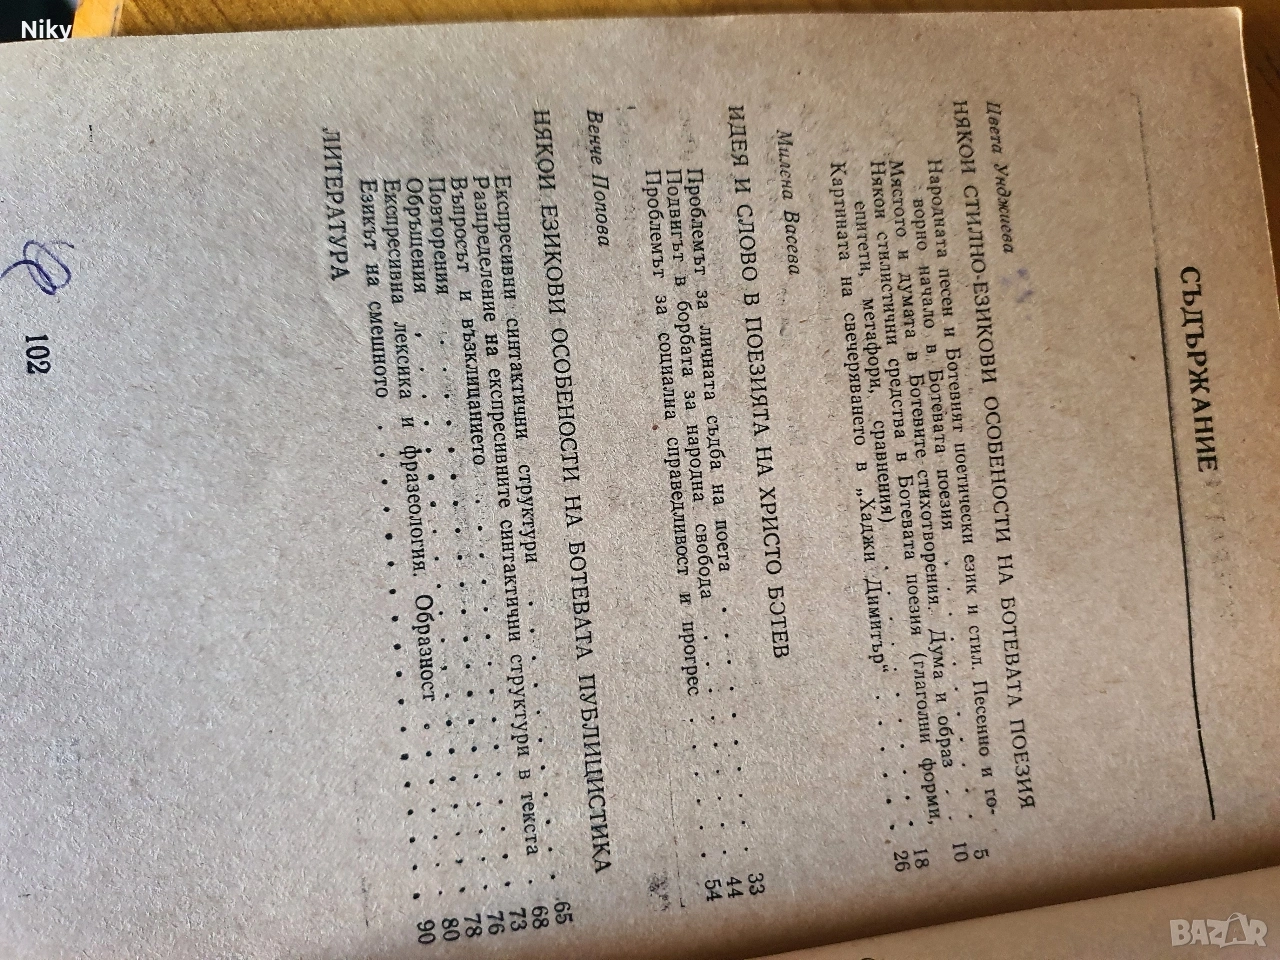 Niky
СЪДЪРЖАНИЕ
Цвета Унджиева
НЯКОИ СТИЛНО-ЕЗИКОВИ ОСОБЕНОСТИ НА БОТЕВАТА ПОЕЗИЯ
Народната песен и Ботевият поетически език и стил. Песенно и го-
ворно начало в Ботевата поезия . . . . . . . . . . 5
Мястото и думата в Ботевите стихотворения. Дума и образ . . . 10
Някои стилистични средства в Ботевата поезия (глаголни форми,
епитети, метафори, сравнения) . . . . . . . . . . 18
Картината на свечеряването в „Хаджи Димитър“ . . . . . . 26
Милена Васева
ИДЕЯ И СЛОВО В ПОЕЗИЯТА НА ХРИСТО БОТЕВ
Проблемът за личната съдба на поета . . . . . . . . . 33
Подвигът в борбата за народна свобода . . . . . . . . 44
Проблемът за социална справедливост и прогрес . . . . . . 54
Венче Попова
НЯКОИ ЕЗИКОВИ ОСОБЕНОСТИ НА БОТЕВАТА ПУБЛИЦИСТИКА
Експресивни синтактични структури . . . . . . . . . . 65
Разпределение на експресивните синтактични структури в текста . 68
Въпросът и възклицанието . . . . . . . . . . . . . 73
Повторения . . . . . . . . . . . . . . . . . 76
Обръщения . . . . . . . . . . . . . . . . . 78
Експресивна лексика и фразеология. Образност . . . . . . . 80
Езикът на смешното . . . . . . . . . . . . . . . 90
ЛИТЕРАТУРА
102
BAZAR